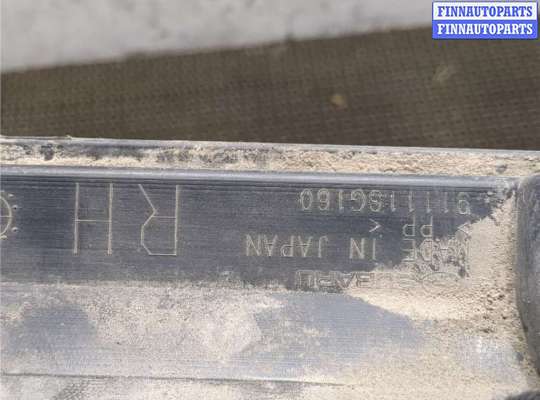 FINNAUTOPARTS
FINNAUTOPARTS
91111SG160
>PP<
MADE IN JAPAN
SUBARU
RH